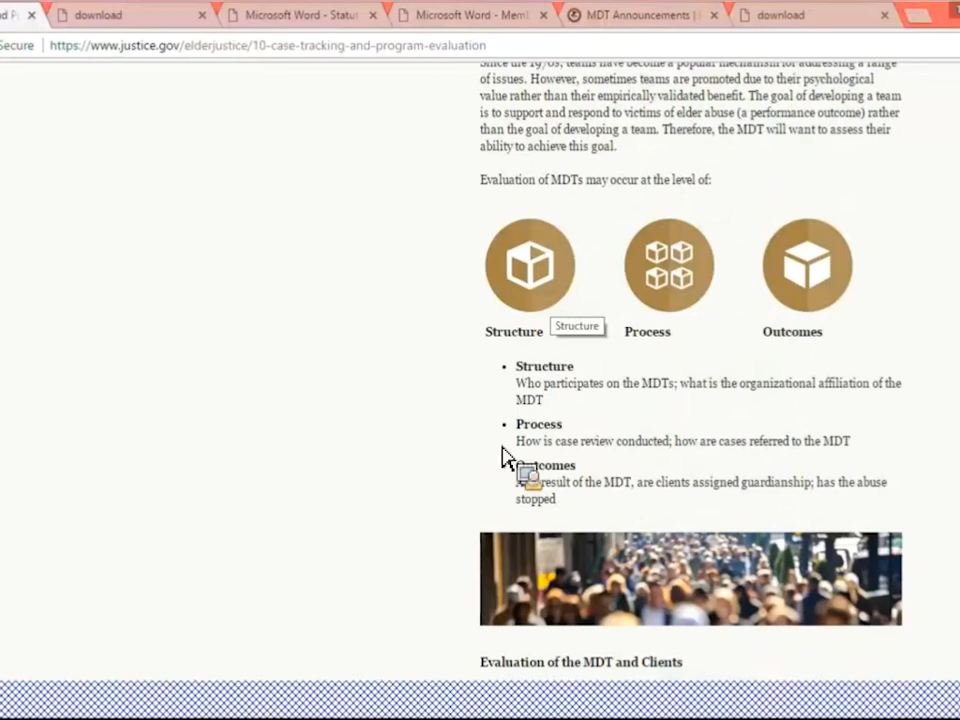 download
Microsoft Word - Statut
Microsoft Word - Mem
MDT Announcements |
download
Secure | https://www.justice.gov/elderjustice/10-case-tracking-and-program-evaluation
Since the 1970s, teams have become a popular mechanism for addressing a range
of issues. However, sometimes teams are promoted due to their psychological
value rather than their empirically validated benefit. The goal of developing a team
is to support and respond to victims of elder abuse (a performance outcome) rather
than the goal of developing a team. Therefore, the MDT will want to assess their
ability to achieve this goal.
Evaluation of MDTs may occur at the level of:
Structure Structure Process Outcomes
• Structure
Who participates on the MDTs; what is the organizational affiliation of the
MDT
• Process
How is case review conducted; how are cases referred to the MDT
Outcomes
result of the MDT, are clients assigned guardianship; has the abuse
stopped
Evaluation of the MDT and Clients